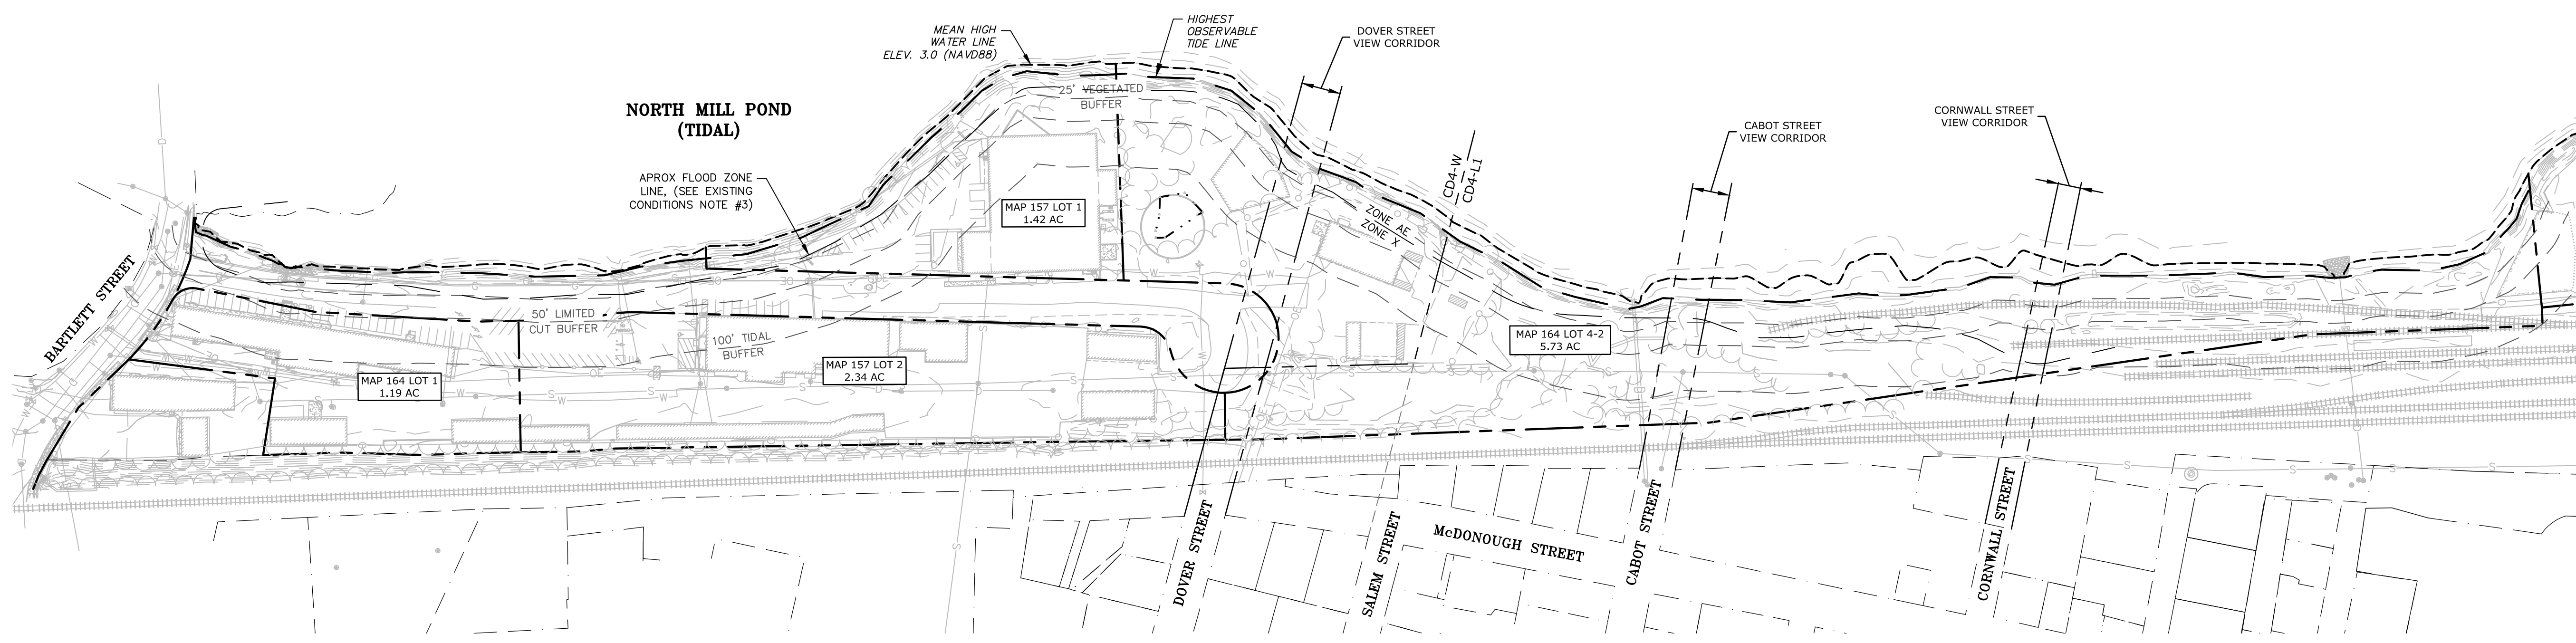 MEAN HIGH
WATER LINE
ELEV. 3.0 (NAVD88)
HIGHEST
OBSERVABLE
TIDE LINE
DOVER STREET
VIEW CORRIDOR
NORTH MILL POND
(TIDAL)
25' VEGETATED
BUFFER
CABOT STREET
VIEW CORRIDOR
CORNWALL STREET
VIEW CORRIDOR
APROX FLOOD ZONE
LINE, (SEE EXISTING
CONDITIONS NOTE #3)
CD4-W
CD4-L1
MAP 157 LOT 1
1.42 AC
ZONE AE
ZONE X
BARTLETT STREET
50' LIMITED
CUT BUFFER
100' TIDAL
BUFFER
MAP 164 LOT 4-2
5.73 AC
MAP 157 LOT 2
2.34 AC
MAP 164 LOT 1
1.19 AC
DOVER STREET
SALEM STREET
McDONOUGH STREET
CABOT STREET
CORNWALL STREET